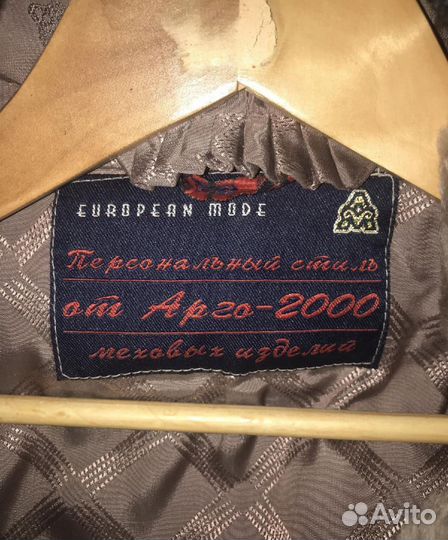 EUROPEAN MODE
Персональный стиль
от Арго-2000
меховых изделий
Avito